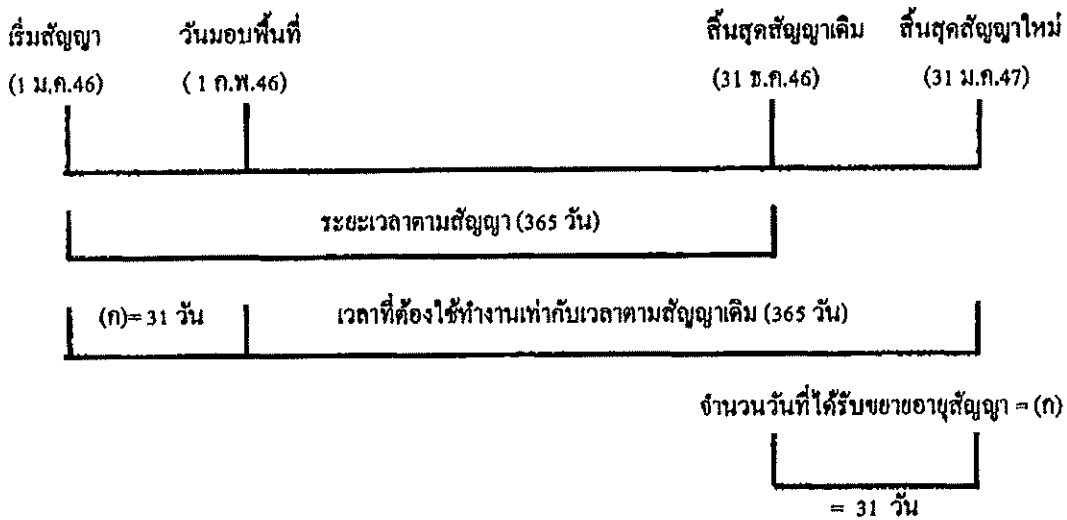 เริ่มสัญญา วันมอบพื้นที่ สิ้นสุดสัญญาเดิม สิ้นสุดสัญญาใหม่
(1 ม.ค.46) ( 1 ก.พ.46) (31 ธ.ค.46) (31 ม.ค.47)
ระยะเวลาตามสัญญา (365 วัน)
(ก)= 31 วัน เวลาที่ต้องใช้ทำงานเท่ากับเวลาตามสัญญาเดิม (365 วัน)
จำนวนวันที่ได้รับขยายอายุสัญญา = (ก)
= 31 วัน